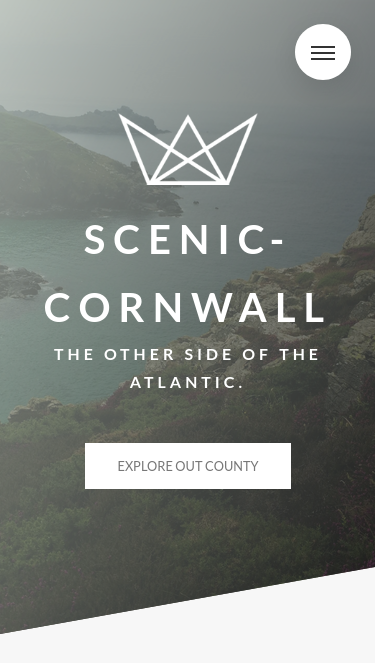 SCENIC-
CORNWALL
THE OTHER SIDE OF THE
ATLANTIC.
EXPLORE OUT COUNTY